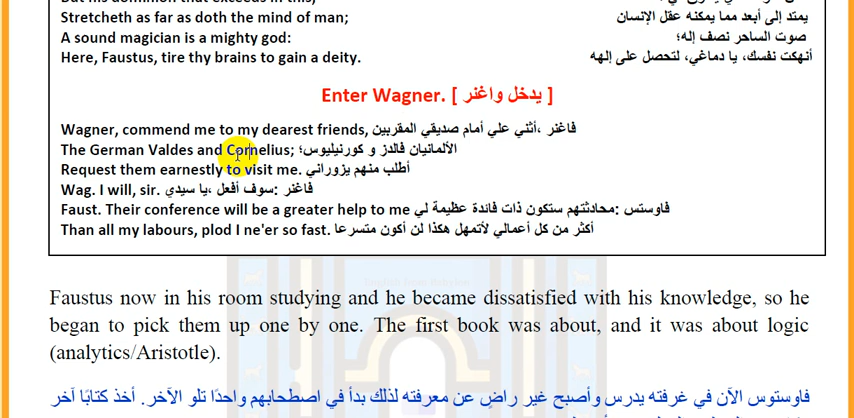 Stretcheth as far as doth the mind of man; يمتد إلى أبعد مما يمكنه عقل الإنسان
A sound magician is a mighty god: صوت الساحر نصف إله؛
Here, Faustus, tire thy brains to gain a deity. أنهكت نفسك، يا دماغي، لتحصل على إلهه
Enter Wagner. [ يدخل واغنر ]
Wagner, commend me to my dearest friends, فاغنر ،أثني علي أمام صديقي المقربين
The German Valdes and Cornelius; الألمانيان فالدز و كورنيليوس؛
Request them earnestly to visit me. أطلب منهم يزوراني
Wag. I will, sir. فاغنر :سوف أفعل ،يا سيدي
Faust. Their conference will be a greater help to me فاوستس :محادثتهم ستكون ذات فائدة عظيمة لي
Than all my labours, plod I ne'er so fast. أكثر من كل أعمالي لأتمهل هكذا لن أكون متسرعا
Faustus now in his room studying and he became dissatisfied with his knowledge, so he
began to pick them up one by one. The first book was about, and it was about logic
(analytics/Aristotle).
فاوستوس الآن في غرفته يدرس وأصبح غير راضٍ عن معرفته لذلك بدأ في اصطحابهم واحدًا تلو الآخر. أخذ كتابًا آخر